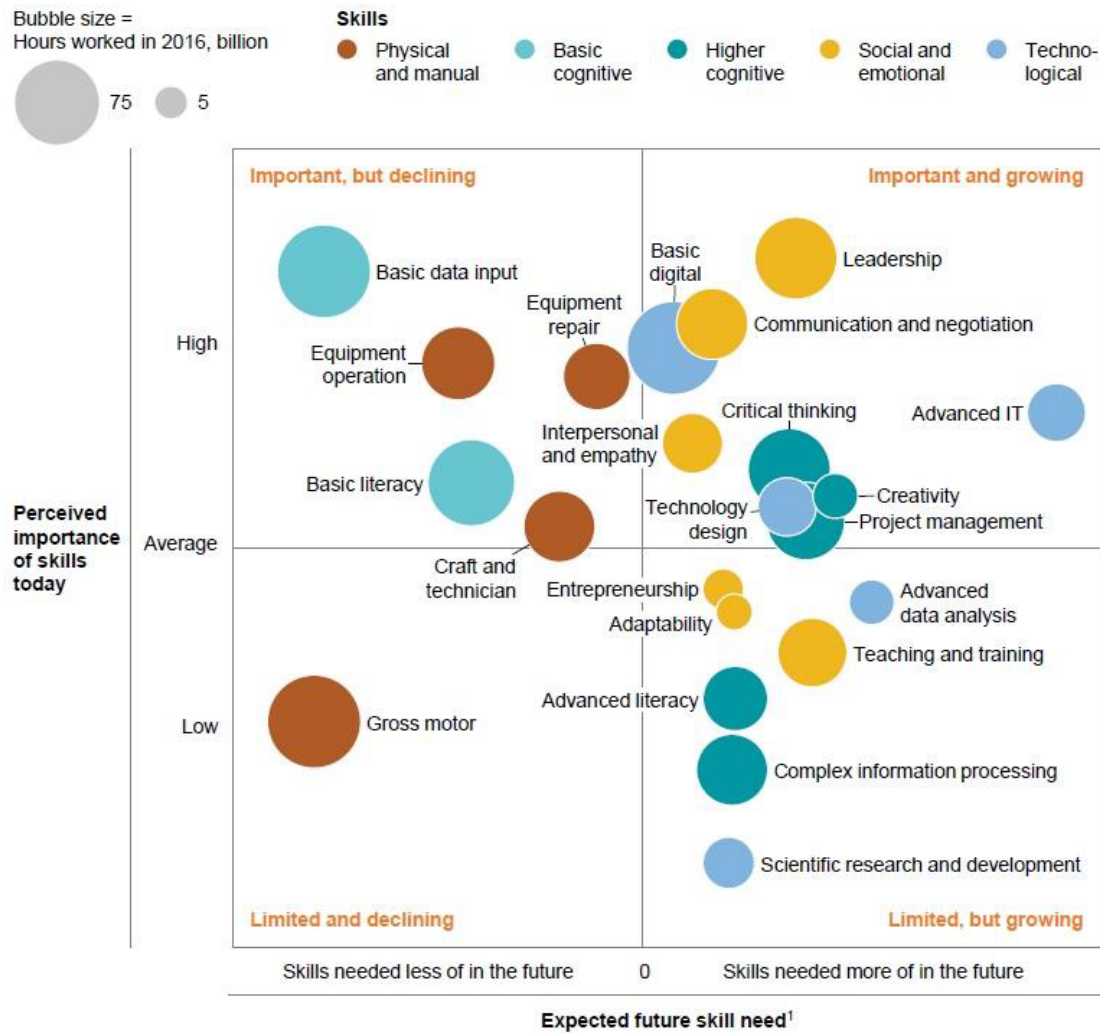 Bubble size =
Hours worked in 2016, billion
75
5
Skills
Physical
and manual
Basic
cognitive
Higher
cognitive
Social and
emotional
Techno-
logical
Important, but declining
Important and growing
Basic data input
Basic
digital
Leadership
Equipment
repair
Communication and negotiation
High
Equipment
operation
Critical thinking
Advanced IT
Interpersonal
and empathy
Basic literacy
Creativity
Technology
design
Project management
Perceived
importance
of skills
today
Average
Craft and
technician
Entrepreneurship
Adaptability
Advanced
data analysis
Teaching and training
Advanced literacy
Low
Gross motor
Complex information processing
Scientific research and development
Limited and declining
Limited, but growing
Skills needed less of in the future
0
Skills needed more of in the future
Expected future skill need¹